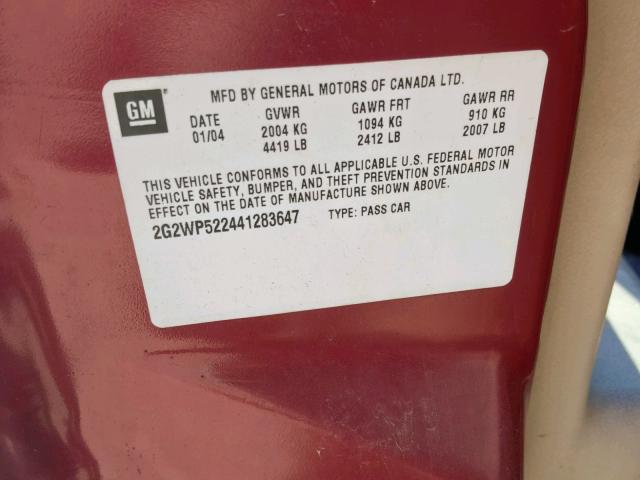 GM
MFD BY GENERAL MOTORS OF CANADA LTD.
DATE GVWR GAWR FRT GAWR RR
01/04 2004 KG 1094 KG 910 KG
4419 LB 2412 LB 2007 LB
THIS VEHICLE CONFORMS TO ALL APPLICABLE U.S. FEDERAL MOTOR
VEHICLE SAFETY, BUMPER, AND THEFT PREVENTION STANDARDS IN
EFFECT ON THE DATE OF MANUFACTURE SHOWN ABOVE.
2G2WP522441283647 TYPE: PASS CAR